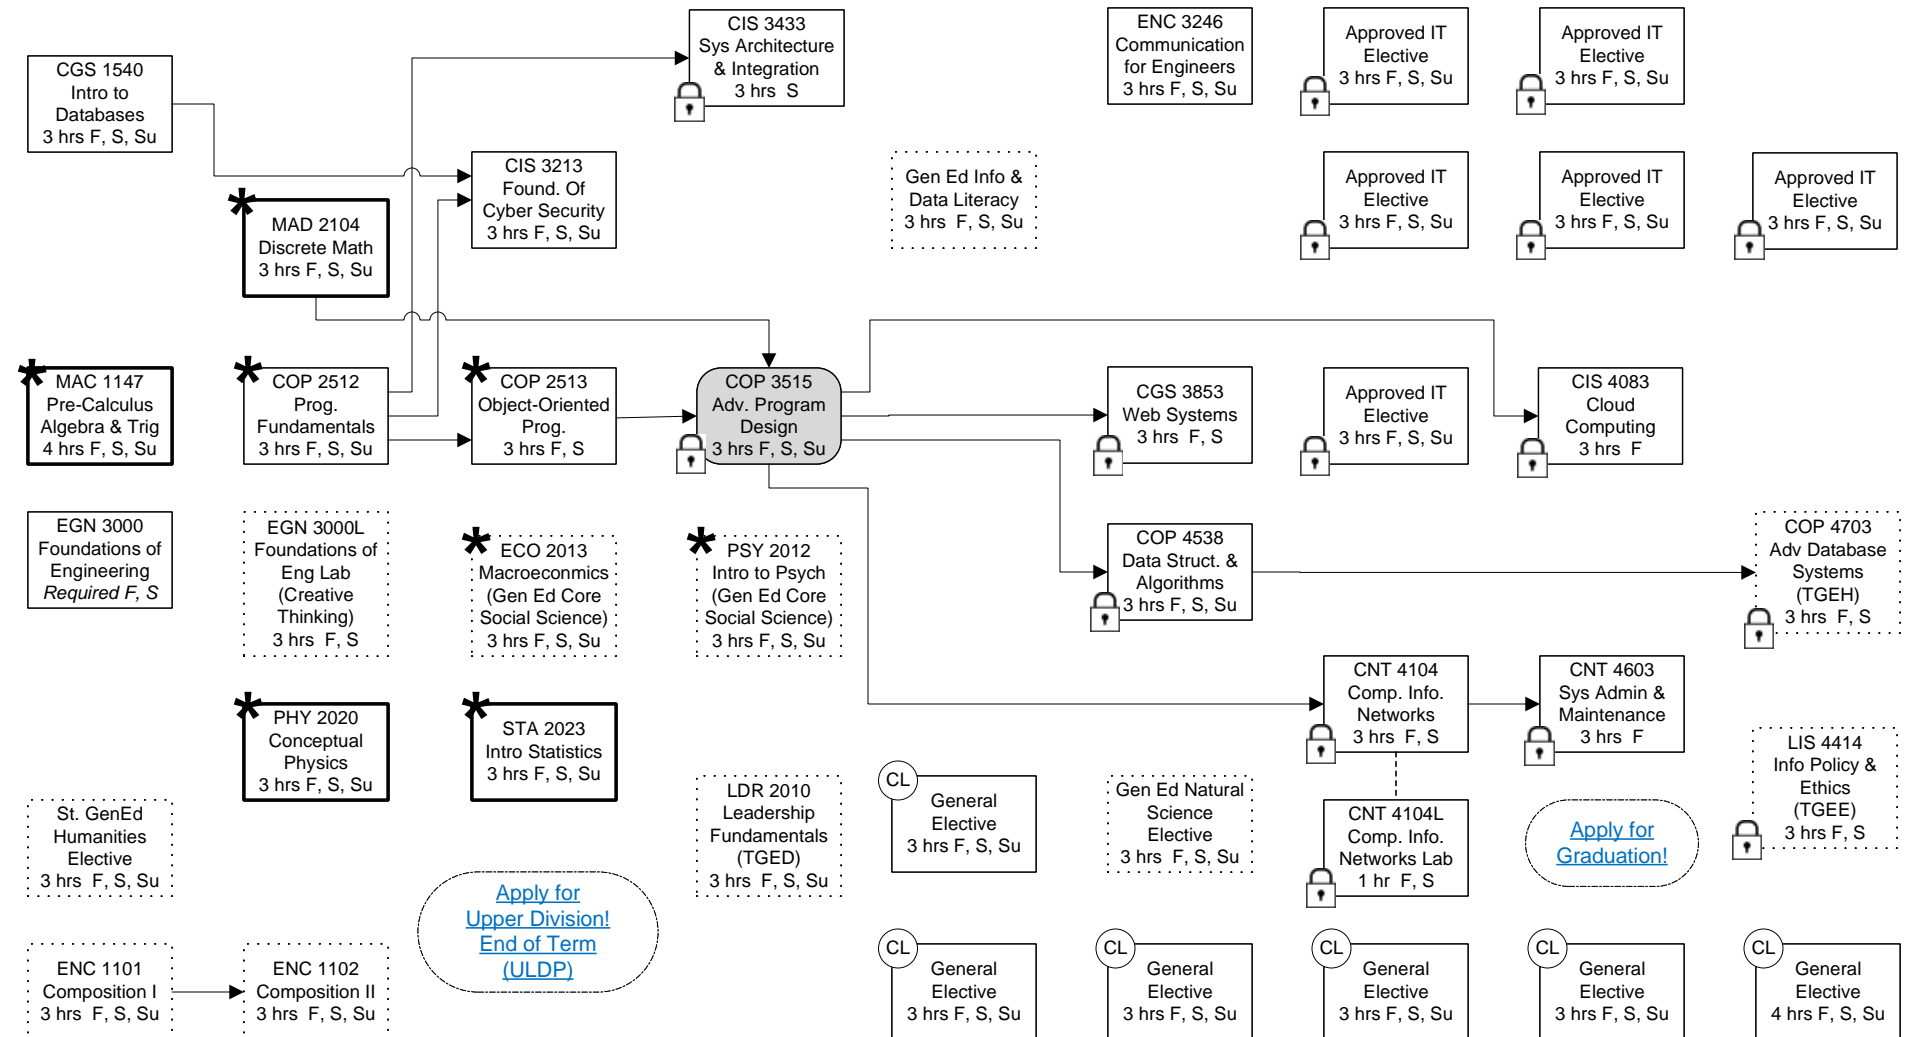 CIS 3433
Sys Architecture
& Integration
3 hrs  S
ENC 3246
Communication
for Engineers
3 hrs F, S, Su
Approved IT
Elective
3 hrs F, S, Su
Approved IT
Elective
3 hrs F, S, Su
CGS 1540
Intro to
Databases
3 hrs F, S, Su
CIS 3213
Found. Of
Cyber Security
3 hrs F, S, Su
Gen Ed Info &
Data Literacy
3 hrs  F, S, Su
Approved IT
Elective
3 hrs F, S, Su
Approved IT
Elective
3 hrs F, S, Su
Approved IT
Elective
3 hrs F, S, Su
*
MAD 2104
Discrete Math
3 hrs F, S, Su
*
MAC 1147
Pre-Calculus
Algebra & Trig
4 hrs F, S, Su
*
COP 2512
Prog.
Fundamentals
3 hrs F, S, Su
*
COP 2513
Object-Oriented
Prog.
3 hrs F, S
COP 3515
Adv. Program
Design
3 hrs F, S, Su
CGS 3853
Web Systems
3 hrs  F, S
Approved IT
Elective
3 hrs F, S, Su
CIS 4083
Cloud
Computing
3 hrs  F
EGN 3000
Foundations of
Engineering
Required F, S
EGN 3000L
Foundations of
Eng Lab
(Creative
Thinking)
3 hrs  F, S
*
ECO 2013
Macroeconmics
(Gen Ed Core
Social Science)
3 hrs F, S, Su
*
PSY 2012
Intro to Psych
(Gen Ed Core
Social Science)
3 hrs F, S, Su
COP 4538
Data Struct. &
Algorithms
3 hrs F, S, Su
COP 4703
Adv Database
Systems
(TGEH)
3 hrs  F, S
*
PHY 2020
Conceptual
Physics
3 hrs F, S, Su
*
STA 2023
Intro Statistics
3 hrs F, S, Su
CNT 4104
Comp. Info.
Networks
3 hrs  F, S
CNT 4603
Sys Admin &
Maintenance
3 hrs  F
LIS 4414
Info Policy &
Ethics
(TGEE)
3 hrs F, S
St. GenEd
Humanities
Elective
3 hrs  F, S, Su
LDR 2010
Leadership
Fundamentals
(TGED)
3 hrs  F, S, Su
CL
General
Elective
3 hrs F, S, Su
Gen Ed Natural
Science
Elective
3 hrs  F, S, Su
CNT 4104L
Comp. Info.
Networks Lab
1 hr  F, S
Apply for
Graduation!
Apply for
Upper Division!
End of Term
(ULDP)
ENC 1101
Composition I
3 hrs  F, S, Su
ENC 1102
Composition II
3 hrs  F, S, Su
CL
General
Elective
3 hrs F, S, Su
CL
General
Elective
3 hrs F, S, Su
CL
General
Elective
3 hrs F, S, Su
CL
General
Elective
3 hrs F, S, Su
CL
General
Elective
4 hrs F, S, Su